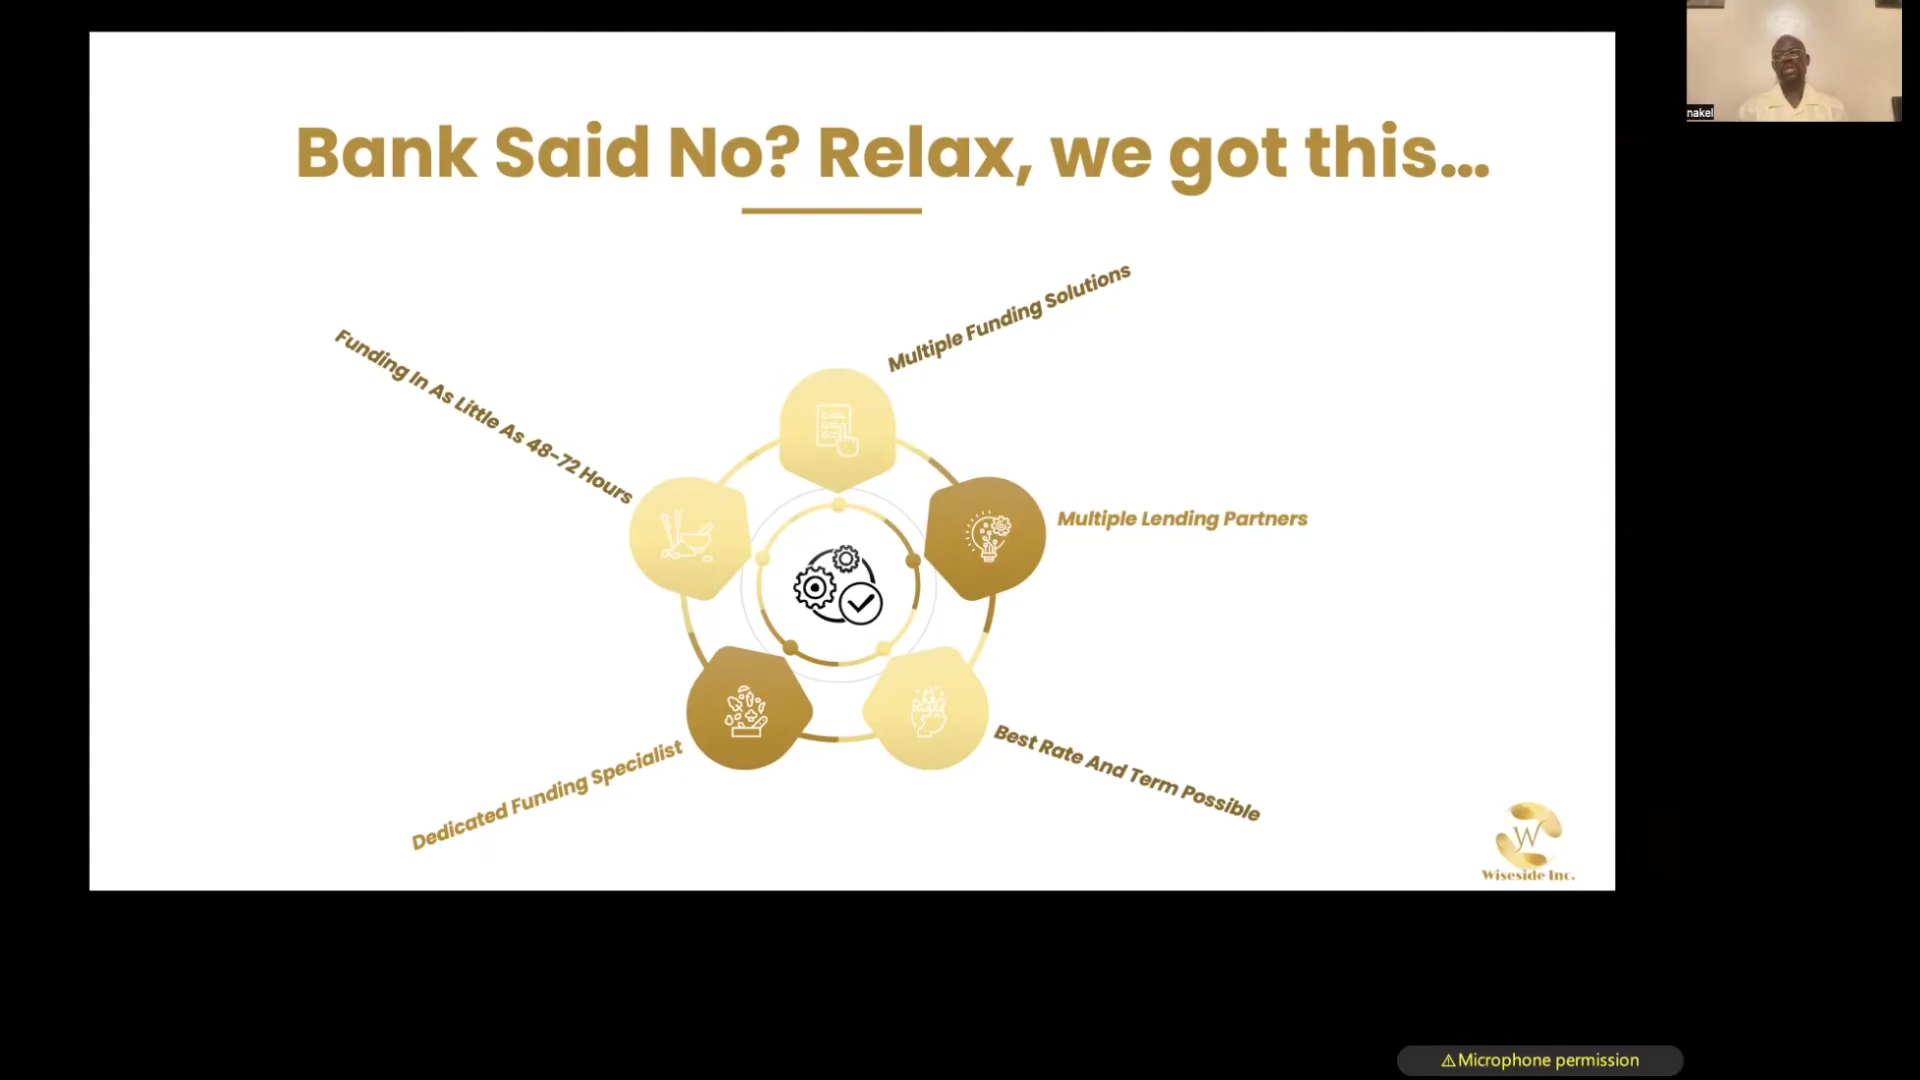 Bank Said No? Relax, we got this...
Multiple Funding Solutions
Funding In As Little As 48-72 Hours
Multiple Lending Partners
Best Rate And Term Possible
Dedicated Funding Specialist
W
Wiseside Inc.
nakel
⚠Microphone permission